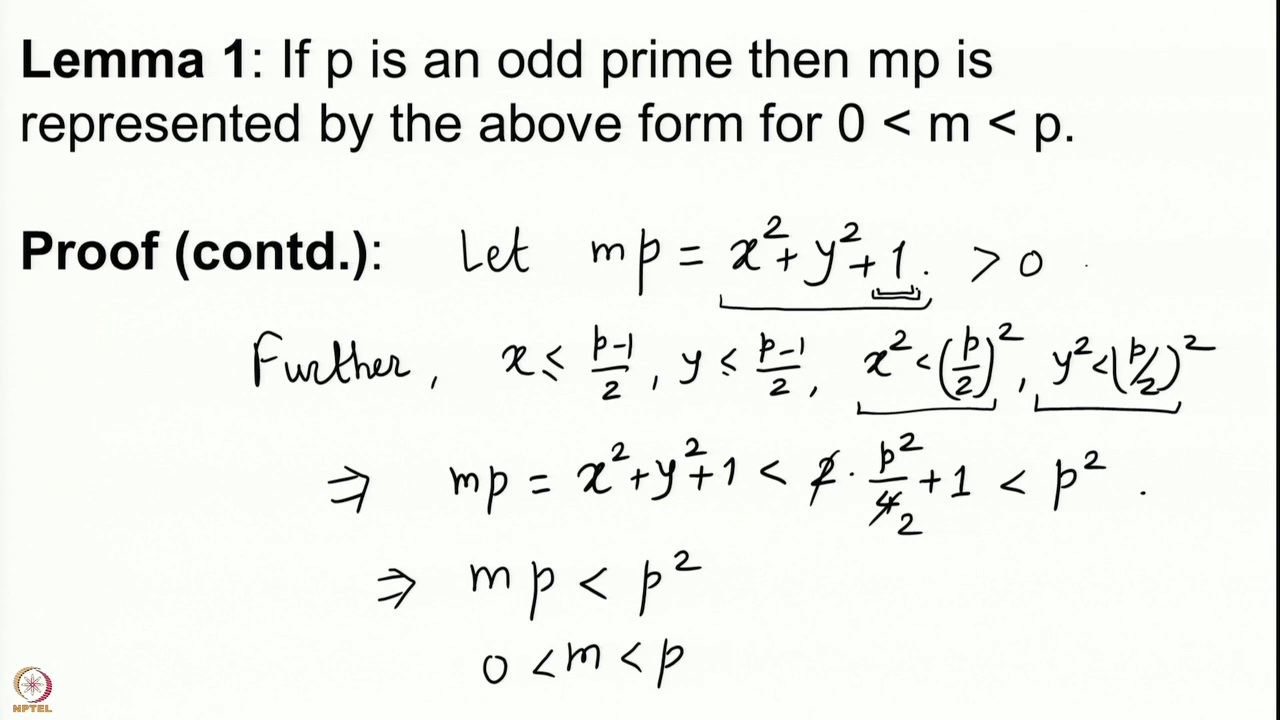 Lemma 1: If p is an odd prime then mp is
represented by the above form for 0 < m < p.
Proof (contd.): Let mp = x² + y² + 1. > 0
Further, x ≤ (p-1)/2, y ≤ (p-1)/2, x² < (p/2)², y² < (p/2)²
⇒ mp = x² + y² + 1 < 2 · p²/4 2 + 1 < p².
⇒ mp < p²
0 < m < p
NPTEL